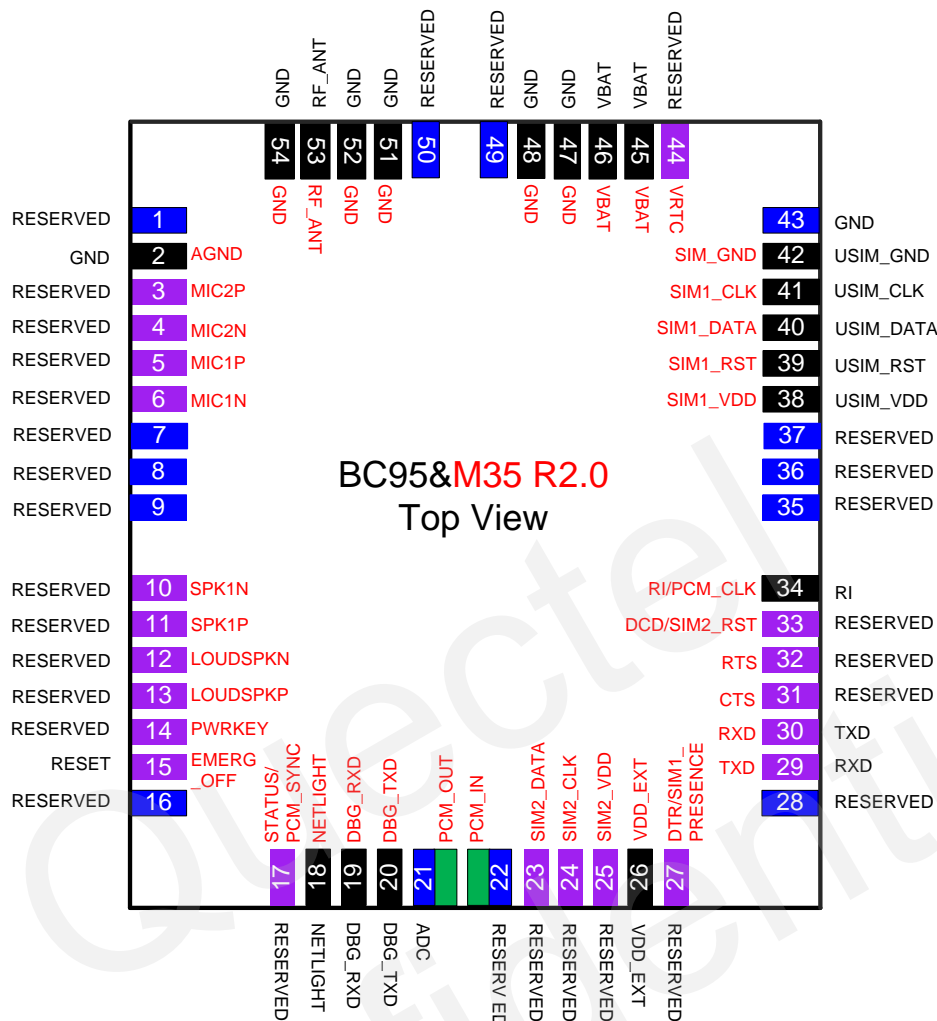 GND
RF_ANT
GND
GND
RESERVED
RESERVED
GND
GND
VBAT
VBAT
RESERVED
54
53
52
51
50
49
48
47
46
45
44
GND
RF_ANT
GND
GND
GND
GND
VBAT
VBAT
VRTC
RESERVED 1
GND 2 AGND
RESERVED 3 MIC2P
RESERVED 4 MIC2N
RESERVED 5 MIC1P
RESERVED 6 MIC1N
RESERVED 7
RESERVED 8
RESERVED 9
RESERVED 10 SPK1N
RESERVED 11 SPK1P
RESERVED 12 LOUDSPKN
RESERVED 13 LOUDSPKP
RESERVED 14 PWRKEY
RESET 15 EMERG
_OFF
RESERVED 16
BC95&M35 R2.0
Top View
43 GND
SIM_GND 42 USIM_GND
SIM1_CLK 41 USIM_CLK
SIM1_DATA 40 USIM_DATA
SIM1_RST 39 USIM_RST
SIM1_VDD 38 USIM_VDD
37 RESERVED
36 RESERVED
35 RESERVED
RI/PCM_CLK 34 RI
DCD/SIM2_RST 33 RESERVED
RTS 32 RESERVED
CTS 31 RESERVED
RXD 30 TXD
TXD 29 RXD
28 RESERVED
STATUS/
PCM_SYNC
NETLIGHT
DBG_RXD
DBG_TXD
PCM_OUT
PCM_IN
SIM2_DATA
SIM2_CLK
SIM2_VDD
VDD_EXT
DTR/SIM1_
PRESENCE
17
18
19
20
21
22
23
24
25
26
27
RESERVED
NETLIGHT
DBG_RXD
DBG_TXD
ADC
RESERVED
RESERVED
RESERVED
RESERVED
VDD_EXT
RESERVED
Quectel